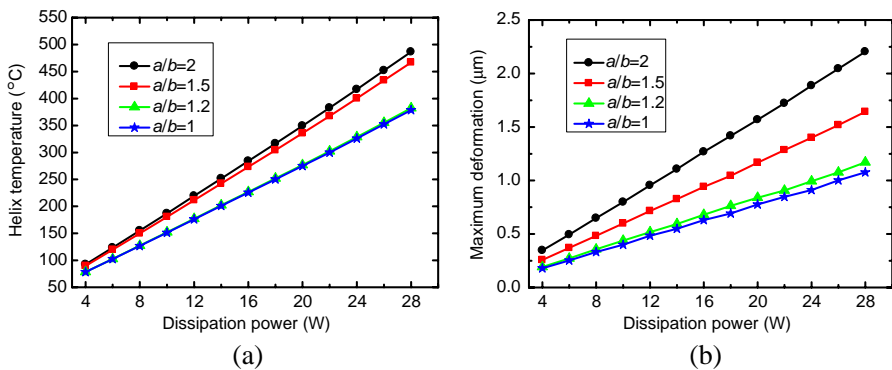 550
500
450
400
350
300
250
200
150
100
50
Helix temperature (°C)
a/b=2
a/b=1.5
a/b=1.2
a/b=1
4 8 12 16 20 24 28
Dissipation power (W)
(a)
2.5
2.0
1.5
1.0
0.5
0.0
Maximum deformation (μm)
a/b=2
a/b=1.5
a/b=1.2
a/b=1
4 8 12 16 20 24 28
Dissipation power (W)
(b)